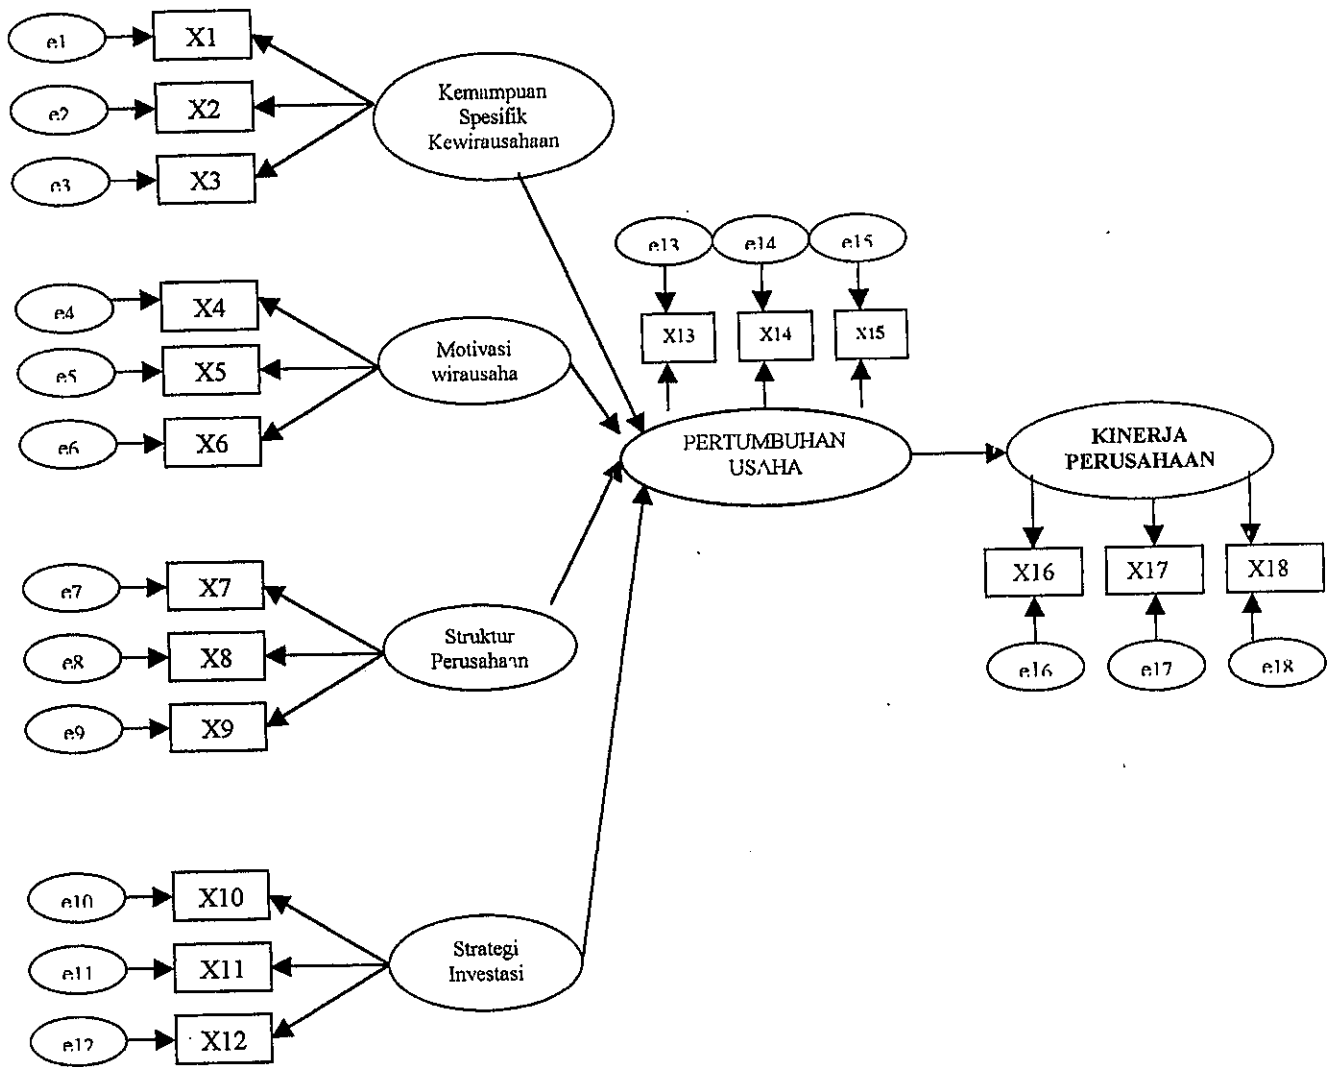 e1
X1
e2
X2
e3
X3
Kemampuan
Spesifik
Kewirausahaan
e13
e14
e15
X13
X14
X15
e4
X4
e5
X5
e6
X6
Motivasi
wirausaha
PERTUMBUHAN
USAHA
KINERJA
PERUSAHAAN
X16
X17
X18
e16
e17
e18
e7
X7
e8
X8
e9
X9
Struktur
Perusahaan
e10
X10
e11
X11
e12
X12
Strategi
Investasi